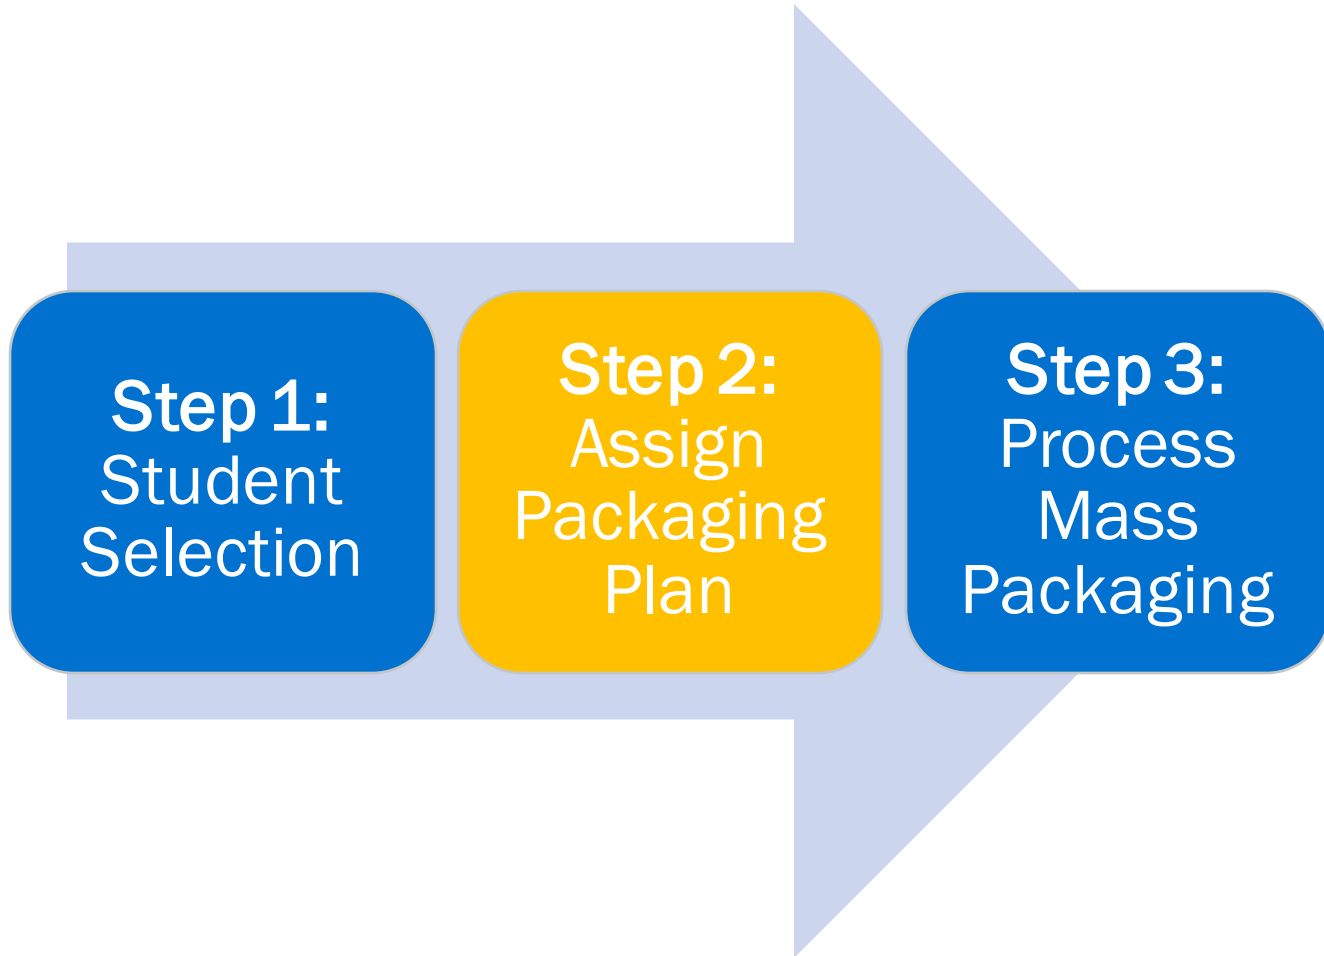 Step 1:
Student
Selection
Step 2:
Assign
Packaging
Plan
Step 3:
Process
Mass
Packaging